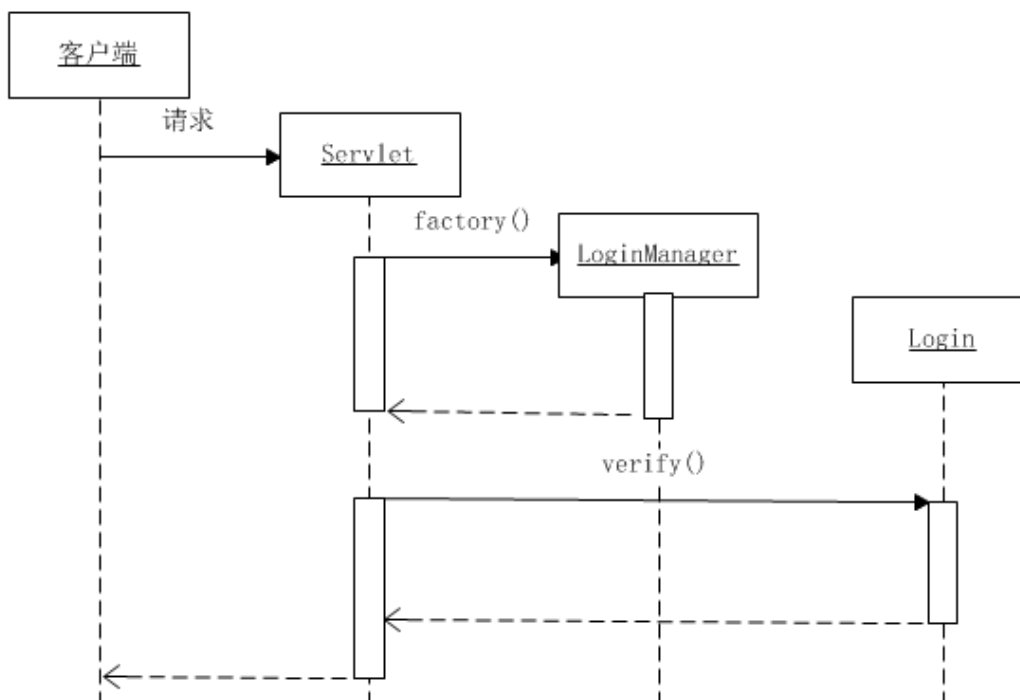 客户端
请求
Servlet
factory()
LoginManager
Login
verify()